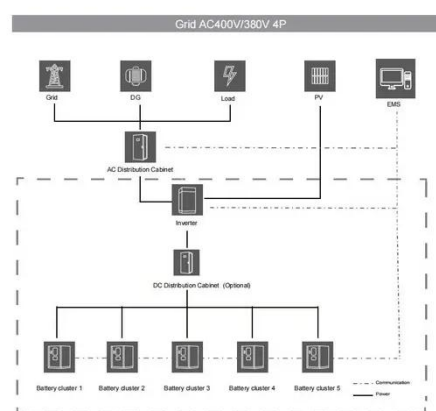 Grid AC400V/380V 4P
Grid
DG
Load
PV
EMS
AC Distribution Cabinet
Inverter
DC Distribution Cabinet (Optional)
Battery cluster 1
Battery cluster 2
Battery cluster 3
Battery cluster 4
Battery cluster 5
Communication
Power